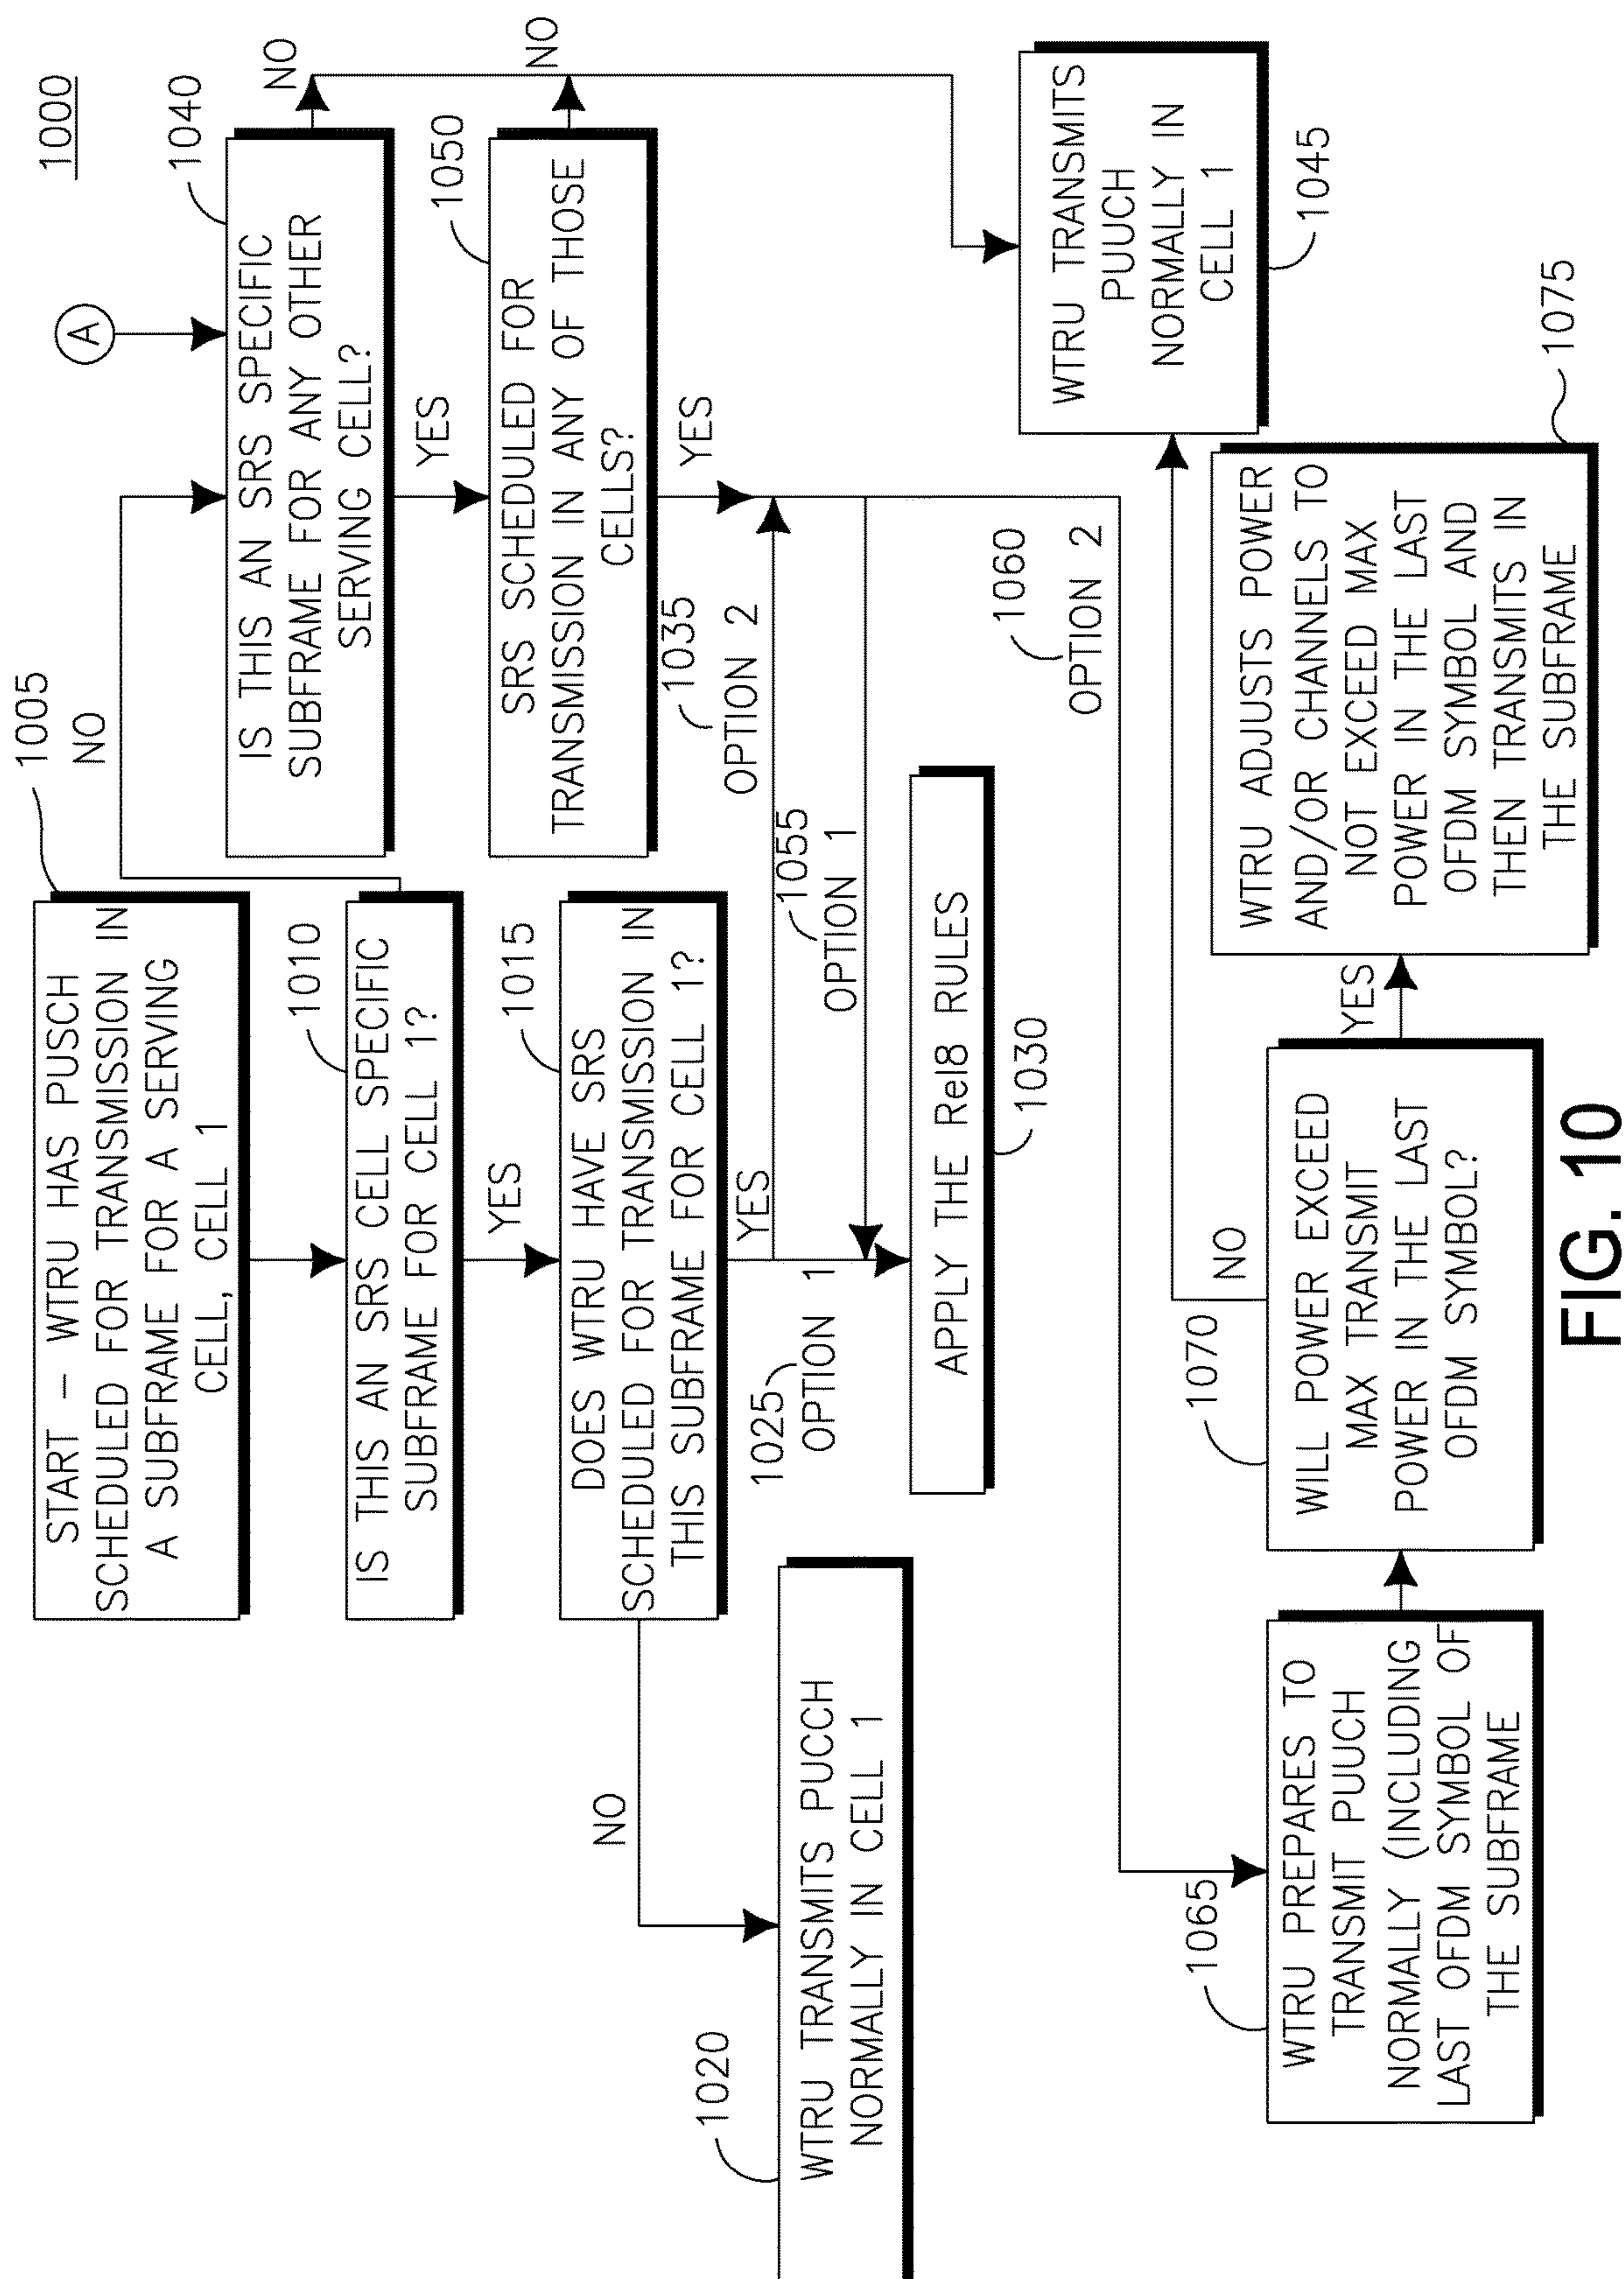 1000
START – WTRU HAS PUSCH
SCHEDULED FOR TRANSMISSION IN
A SUBFRAME FOR A SERVING
CELL, CELL 1
1005
NO
IS THIS AN SRS CELL SPECIFIC
SUBFRAME FOR CELL 1?
1010
YES
DOES WTRU HAVE SRS
SCHEDULED FOR TRANSMISSION IN
THIS SUBFRAME FOR CELL 1?
1015
NO
YES
1020
WTRU TRANSMITS PUCCH
NORMALLY IN CELL 1
1025
OPTION 1
APPLY THE Rel8 RULES
1030
1035
OPTION 2
1055
OPTION 1
A
IS THIS AN SRS SPECIFIC
SUBFRAME FOR ANY OTHER
SERVING CELL?
1040
NO
YES
SRS SCHEDULED FOR
TRANSMISSION IN ANY OF THOSE
CELLS?
1050
NO
YES
1060
OPTION 2
WTRU TRANSMITS
PUUCH
NORMALLY IN
CELL 1
1045
1065
WTRU PREPARES TO
TRANSMIT PUUCH
NORMALLY (INCLUDING
LAST OFDM SYMBOL OF
THE SUBFRAME
1070
WILL POWER EXCEED
MAX TRANSMIT
POWER IN THE LAST
OFDM SYMBOL?
NO
YES
WTRU ADJUSTS POWER
AND/OR CHANNELS TO
NOT EXCEED MAX
POWER IN THE LAST
OFDM SYMBOL AND
THEN TRANSMITS IN
THE SUBFRAME
1075
FIG. 10